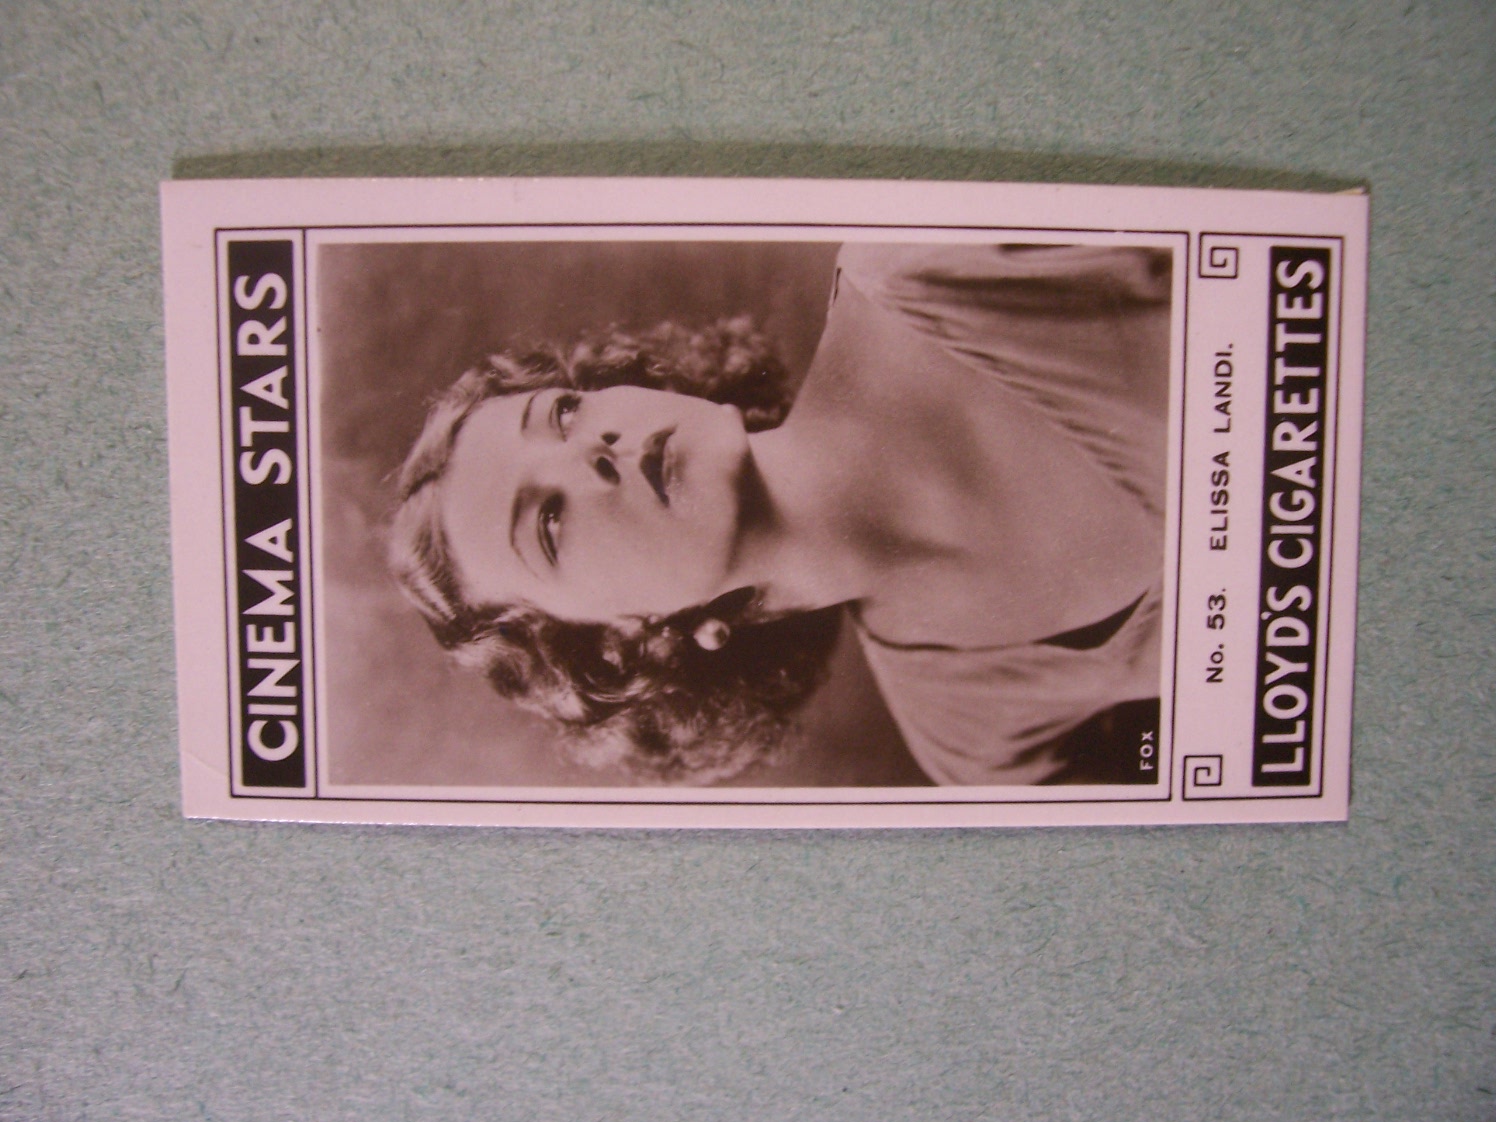 CINEMA STARS
FOX
No. 53. ELISSA LANDI.
LLOYD'S CIGARETTES